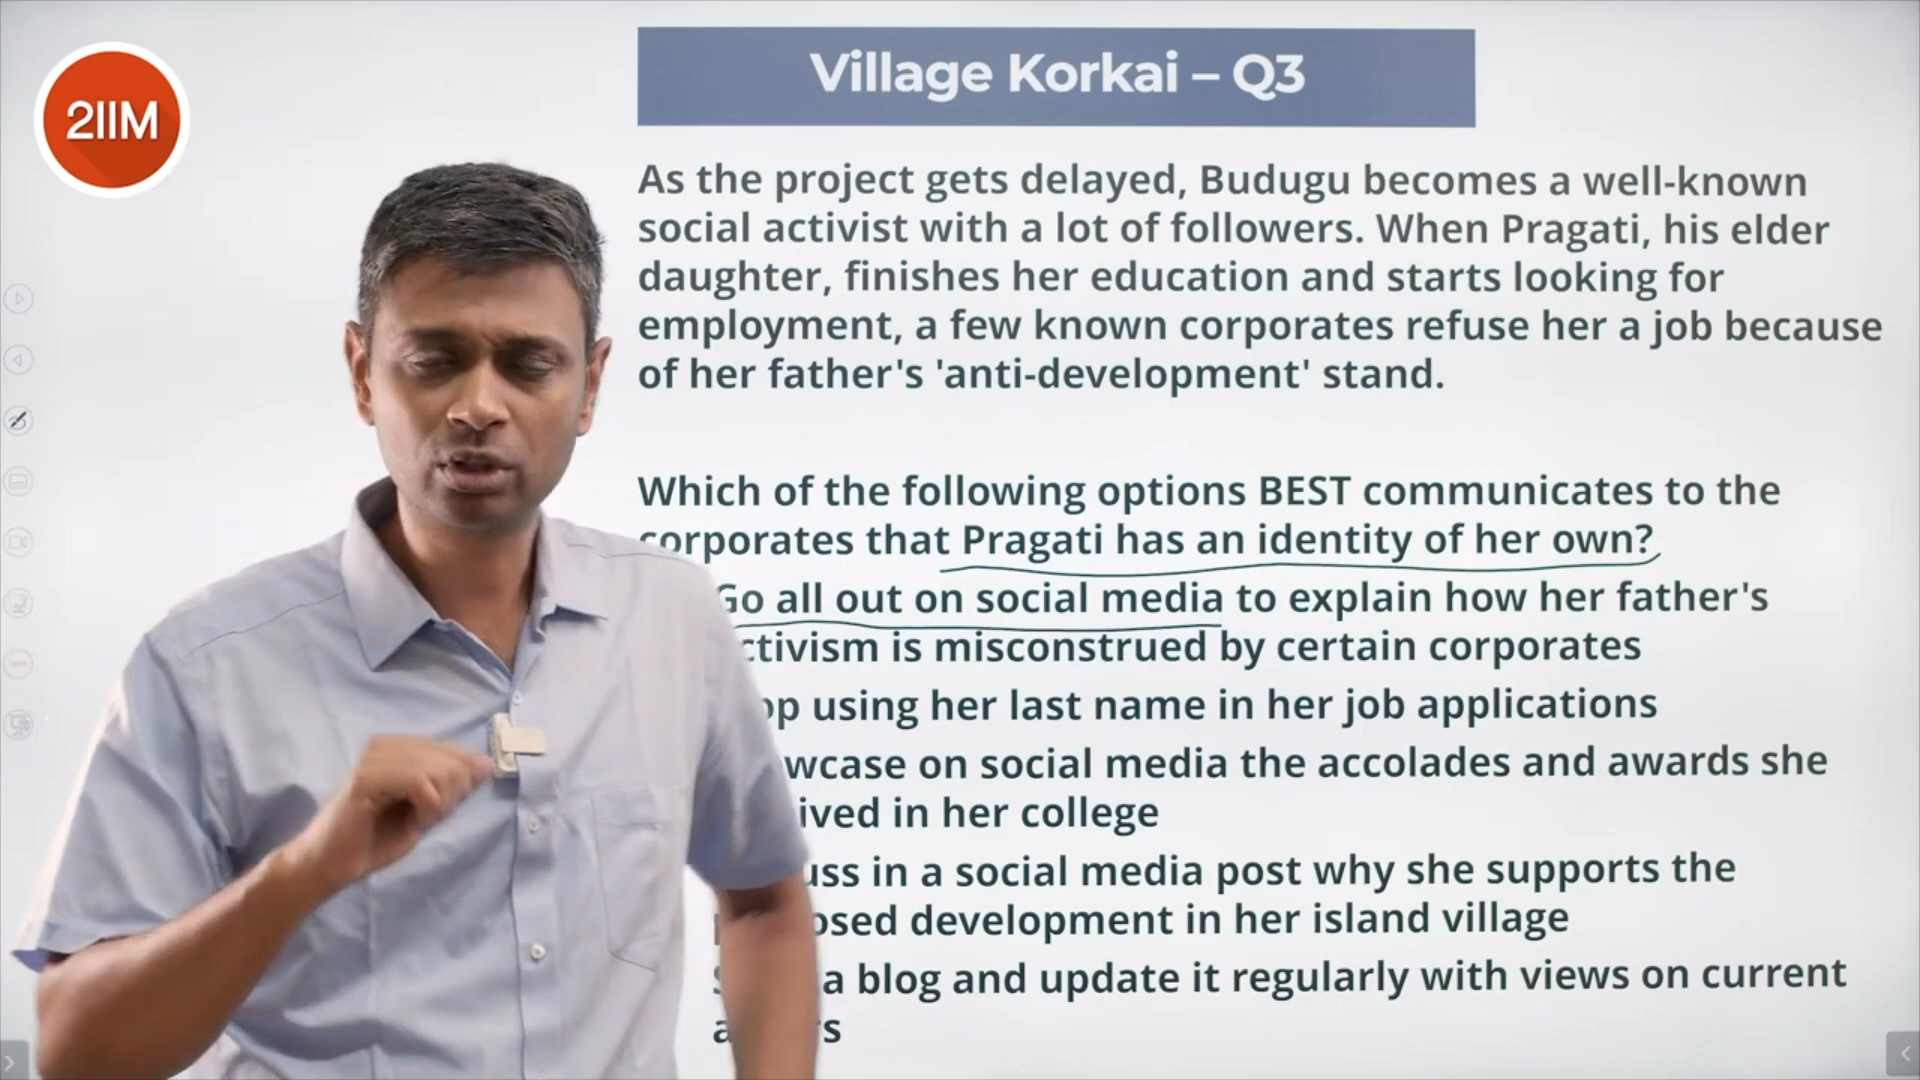 2IIM
Village Korkai – Q3
As the project gets delayed, Budugu becomes a well-known
social activist with a lot of followers. When Pragati, his elder
daughter, finishes her education and starts looking for
employment, a few known corporates refuse her a job because
of her father's 'anti-development' stand.
Which of the following options BEST communicates to the
corporates that Pragati has an identity of her own?
Go all out on social media to explain how her father's
ctivism is misconstrued by certain corporates
op using her last name in her job applications
wcase on social media the accolades and awards she
ived in her college
uss in a social media post why she supports the
osed development in her island village
a blog and update it regularly with views on current